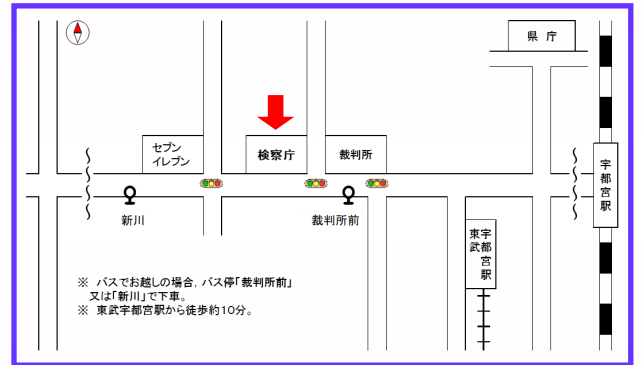 県 庁
セブン
イレブン
検察庁
裁判所
宇都宮駅
新川
裁判所前
東武
宇都宮駅
※ バスでお越しの場合，バス停「裁判所前」
又は「新川」で下車。
※ 東武宇都宮駅から徒歩約10分。